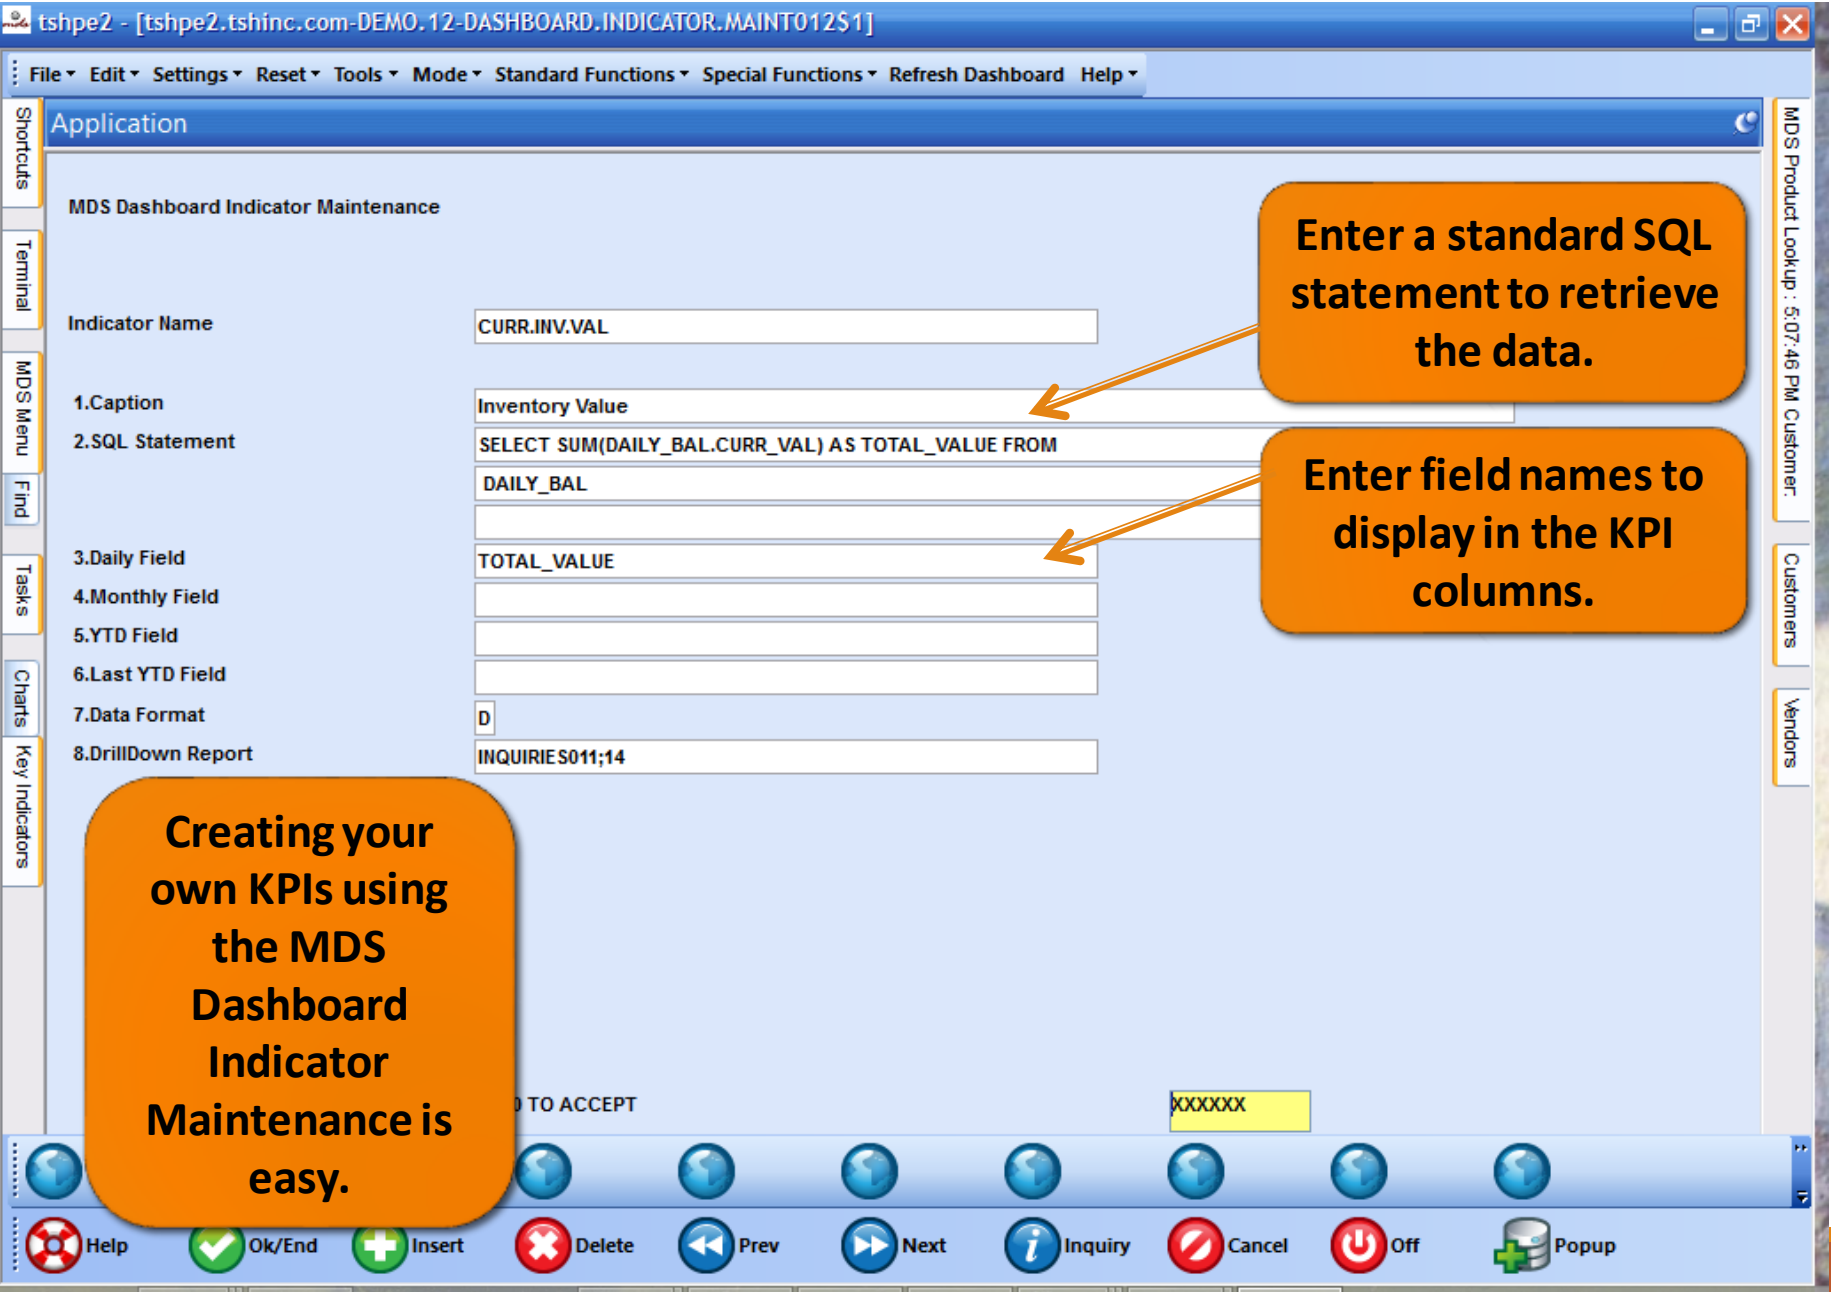 tshpe2 - [tshpe2.tshinc.com-DEMO.12-DASHBOARD.INDICATOR.MAINT012$1]
File Edit Settings Reset Tools Mode Standard Functions Special Functions Refresh Dashboard Help
Application
Shortcuts
Terminal
MDS Menu
Find
Tasks
Charts
Key Indicators
MDS Dashboard Indicator Maintenance
Indicator Name CURR.INV.VAL
1.Caption Inventory Value
2.SQL Statement SELECT SUM(DAILY_BAL.CURR_VAL) AS TOTAL_VALUE FROM
DAILY_BAL
3.Daily Field TOTAL_VALUE
4.Monthly Field
5.YTD Field
6.Last YTD Field
7.Data Format D
8.DrillDown Report INQUIRIES011;14
Enter a standard SQL
statement to retrieve
the data.
Enter field names to
display in the KPI
columns.
Creating your
own KPIs using
the MDS
Dashboard
Indicator
Maintenance is
easy.
TO ACCEPT XXXXXX
MDS Product Lookup : 5:07:46 PM Customer:
Customers
Vendors
Help Ok/End Insert Delete Prev Next Inquiry Cancel Off Popup